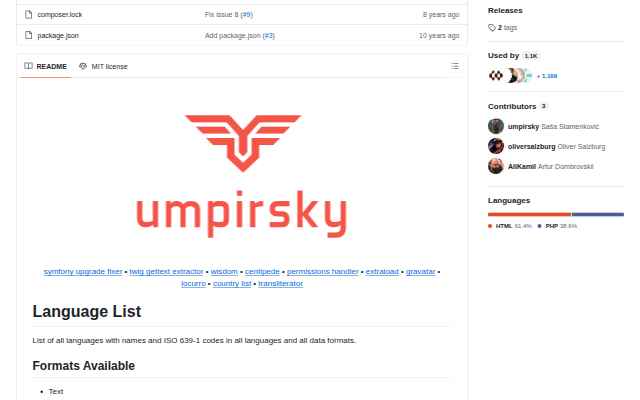 composer.lock Fix issue 8 (#9) 8 years ago
package.json Add package.json (#3) 10 years ago
README MIT license
umpirsky
symfony upgrade fixer • twig gettext extractor • wisdom • centipede • permissions handler • extraload • gravatar •
locurro • country list • transliterator
Language List
List of all languages with names and ISO 639-1 codes in all languages and all data formats.
Formats Available
• Text
Releases
2 tags
Used by 1.1K
+ 1,169
Contributors 3
umpirsky Saša Stamenković
oliversalzburg Oliver Salzburg
AliKamil Artur Dombrovskii
Languages
HTML 61.4% PHP 38.6%